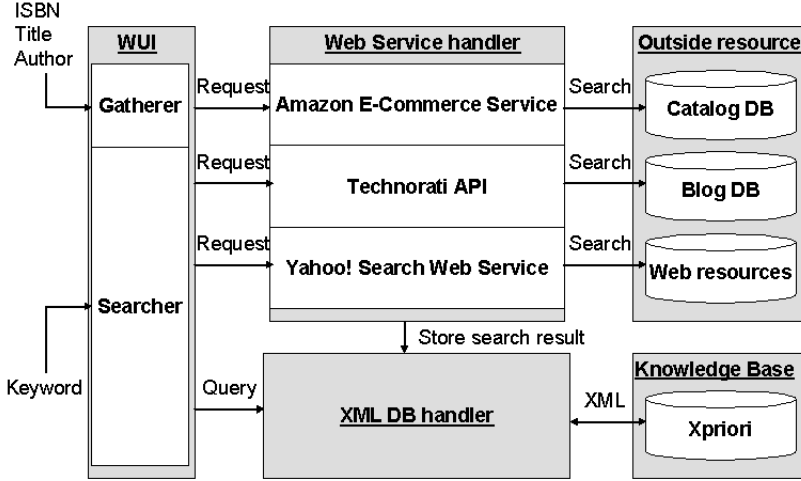 ISBN
Title
Author
WUI
Web Service handler
Outside resource
Gatherer
Request
Amazon E-Commerce Service
Search
Catalog DB
Request
Technorati API
Search
Blog DB
Request
Yahoo! Search Web Service
Search
Web resources
Searcher
Store search result
Keyword
Query
XML DB handler
XML
Knowledge Base
Xpriori